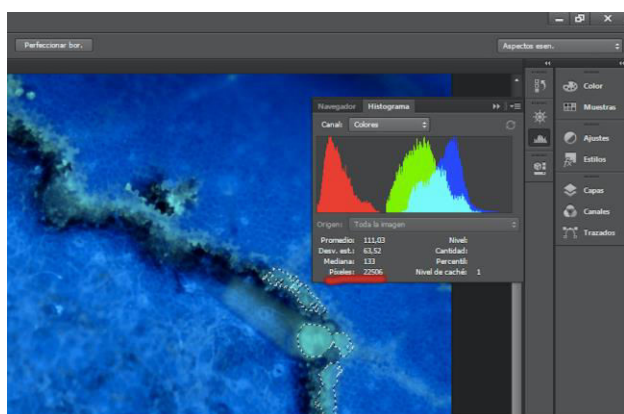 Perfeccionar bor.
Aspectos esen.
Navegador Histograma
Canal: Colores
Origen: Toda la imagen
Promedio: 111,03 Nivel:
Desv. est.: 63,52 Cantidad:
Mediana: 133 Percentil:
Píxeles: 22506 Nivel de caché: 1
Color
Muestras
Ajustes
Estilos
Capas
Canales
Trazados